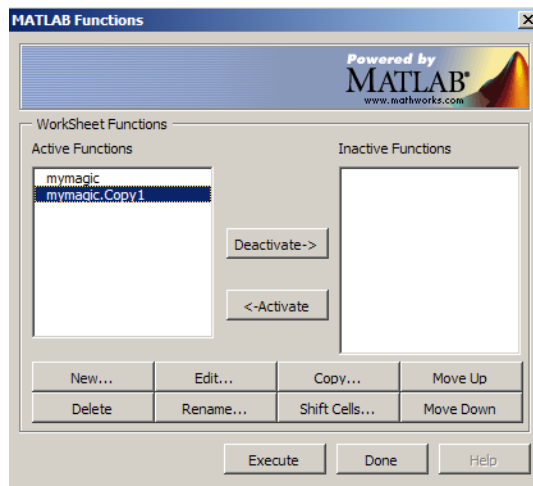 MATLAB Functions
Powered by
MATLAB®
www.mathworks.com
WorkSheet Functions
Active Functions
Inactive Functions
mymagic
mymagic.Copy1
Deactivate->
<-Activate
New... Edit... Copy... Move Up
Delete Rename... Shift Cells... Move Down
Execute Done Help